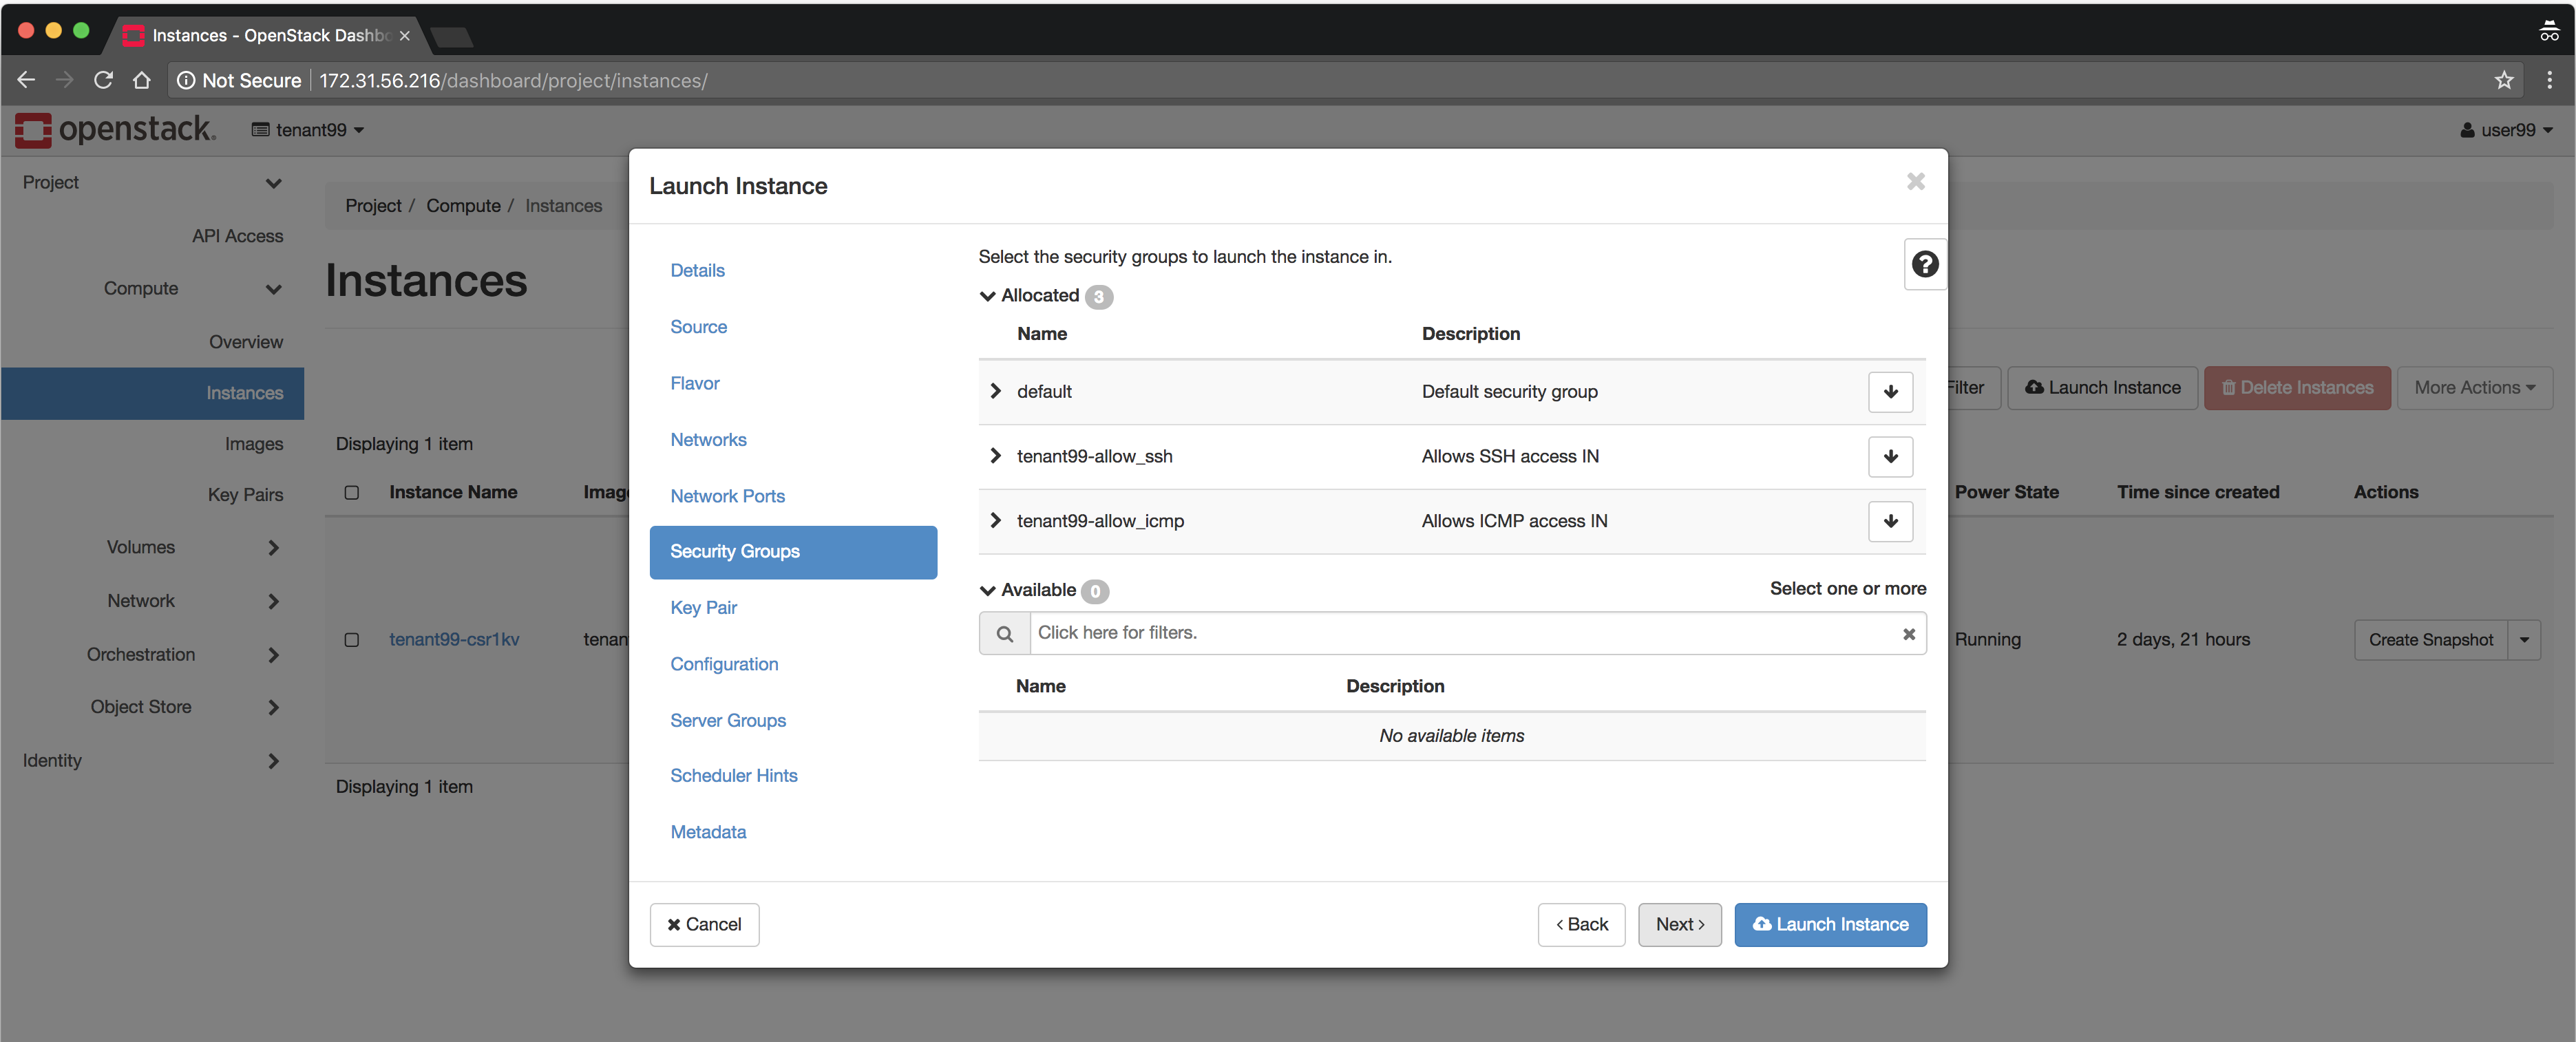 Instances - OpenStack Dashbo
Not Secure 172.31.56.216/dashboard/project/instances/
openstack. tenant99 user99
Project
API Access
Compute
Overview
Instances
Images
Key Pairs
Volumes
Network
Orchestration
Object Store
Identity
Project / Compute / Instances
Instances
Filter Launch Instance Delete Instances More Actions
Displaying 1 item
Instance Name Imag Power State Time since created Actions
tenant99-csr1kv tenan Running 2 days, 21 hours Create Snapshot
Displaying 1 item
Launch Instance
Details
Source
Flavor
Networks
Network Ports
Security Groups
Key Pair
Configuration
Server Groups
Scheduler Hints
Metadata
Select the security groups to launch the instance in.
Allocated 3
Name Description
default Default security group
tenant99-allow_ssh Allows SSH access IN
tenant99-allow_icmp Allows ICMP access IN
Available 0 Select one or more
Click here for filters.
Name Description
No available items
Cancel < Back Next > Launch Instance